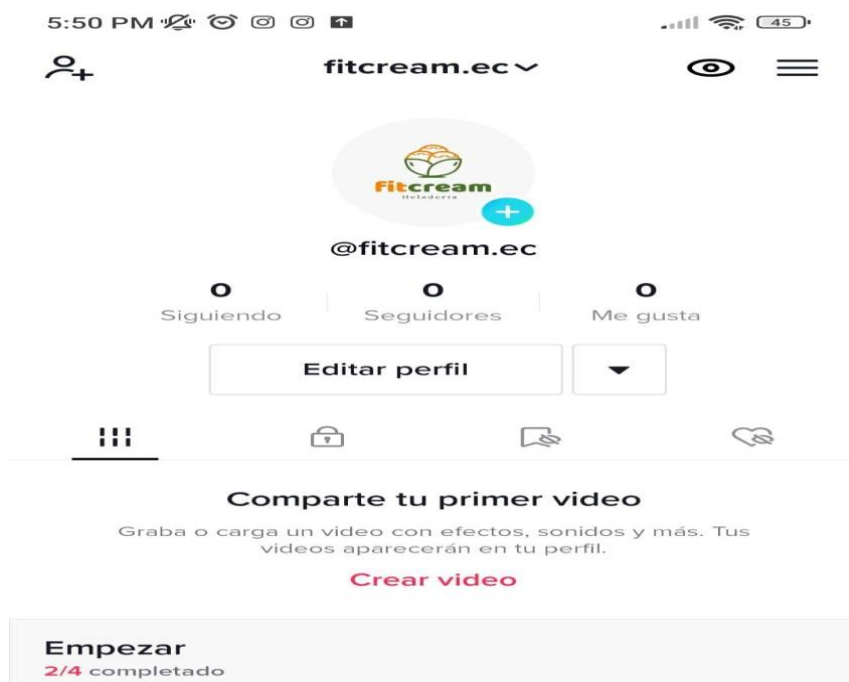 5:50 PM
45
fitcream.ec
fitcream
Heladería
@fitcream.ec
0 0 0
Siguiendo Seguidores Me gusta
Editar perfil
Comparte tu primer video
Graba o carga un video con efectos, sonidos y más. Tus
videos aparecerán en tu perfil.
Crear video
Empezar
2/4 completado